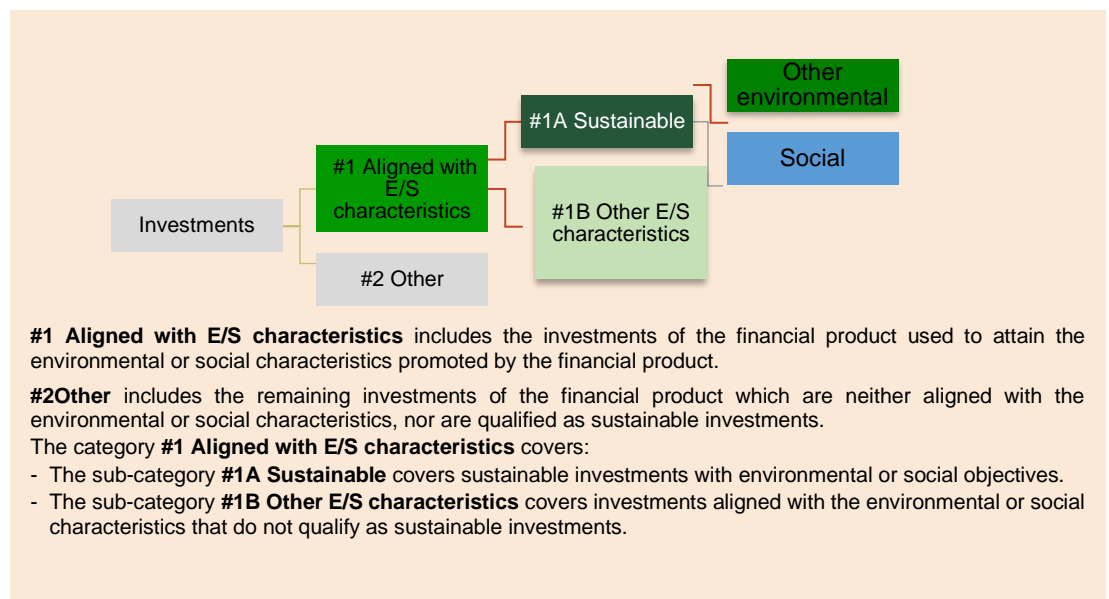 Other
environmental
#1A Sustainable
Social
#1 Aligned with
E/S
characteristics
#1B Other E/S
characteristics
Investments
#2 Other
#1 Aligned with E/S characteristics includes the investments of the financial product used to attain the
environmental or social characteristics promoted by the financial product.
#2Other includes the remaining investments of the financial product which are neither aligned with the
environmental or social characteristics, nor are qualified as sustainable investments.
The category #1 Aligned with E/S characteristics covers:
- The sub-category #1A Sustainable covers sustainable investments with environmental or social objectives.
- The sub-category #1B Other E/S characteristics covers investments aligned with the environmental or social
characteristics that do not qualify as sustainable investments.